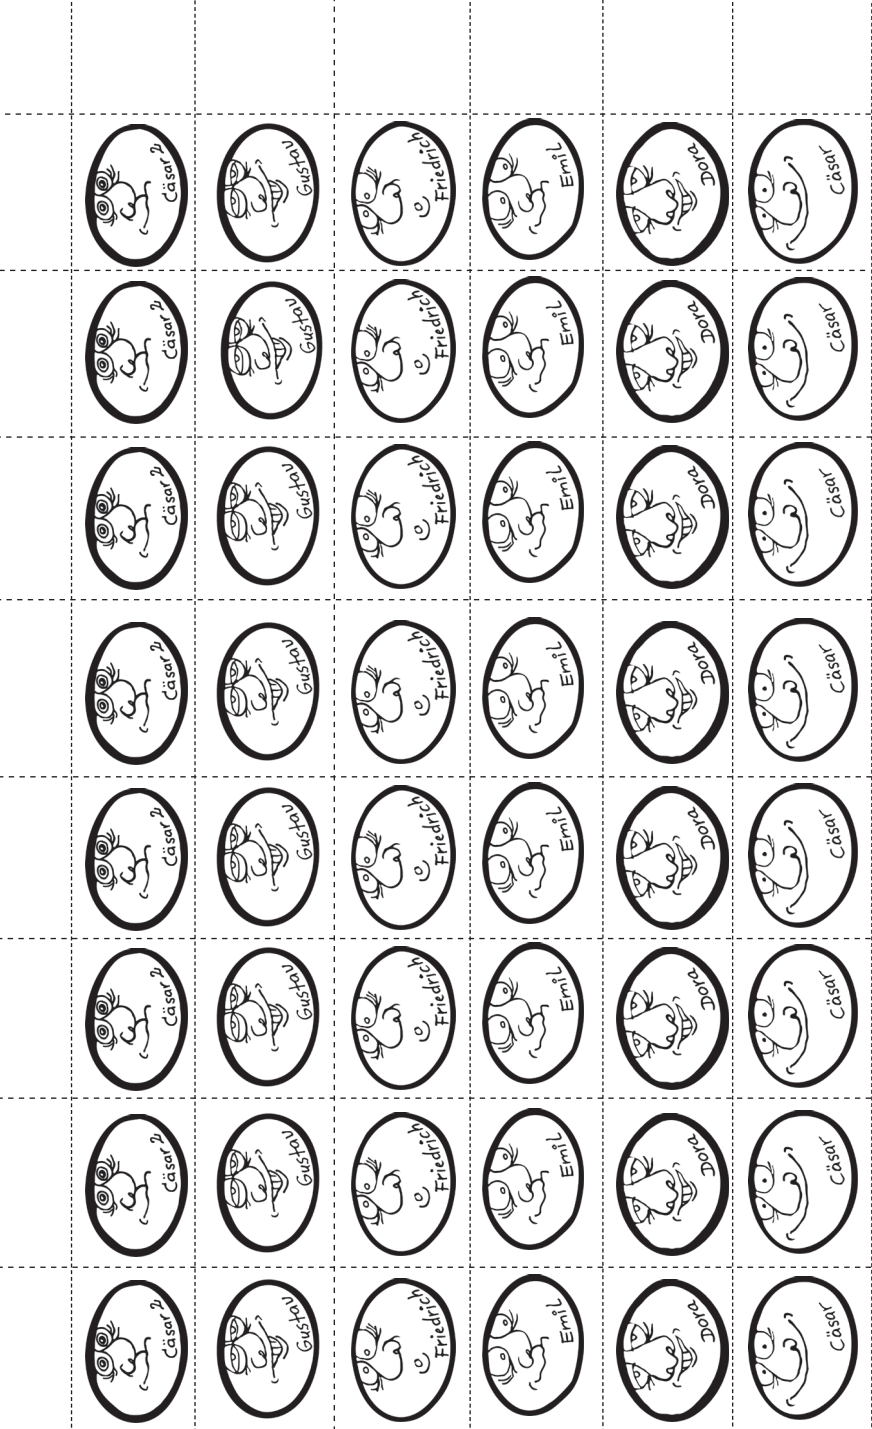 Cäsar 2 Cäsar 2 Cäsar 2 Cäsar 2 Cäsar 2 Cäsar 2 Cäsar 2 Cäsar 2
Gustav Gustav Gustav Gustav Gustav Gustav Gustav Gustav
Friedrich Friedrich Friedrich Friedrich Friedrich Friedrich Friedrich Friedrich
Emil Emil Emil Emil Emil Emil Emil Emil
Dora Dora Dora Dora Dora Dora Dora Dora
Cäsar Cäsar Cäsar Cäsar Cäsar Cäsar Cäsar Cäsar